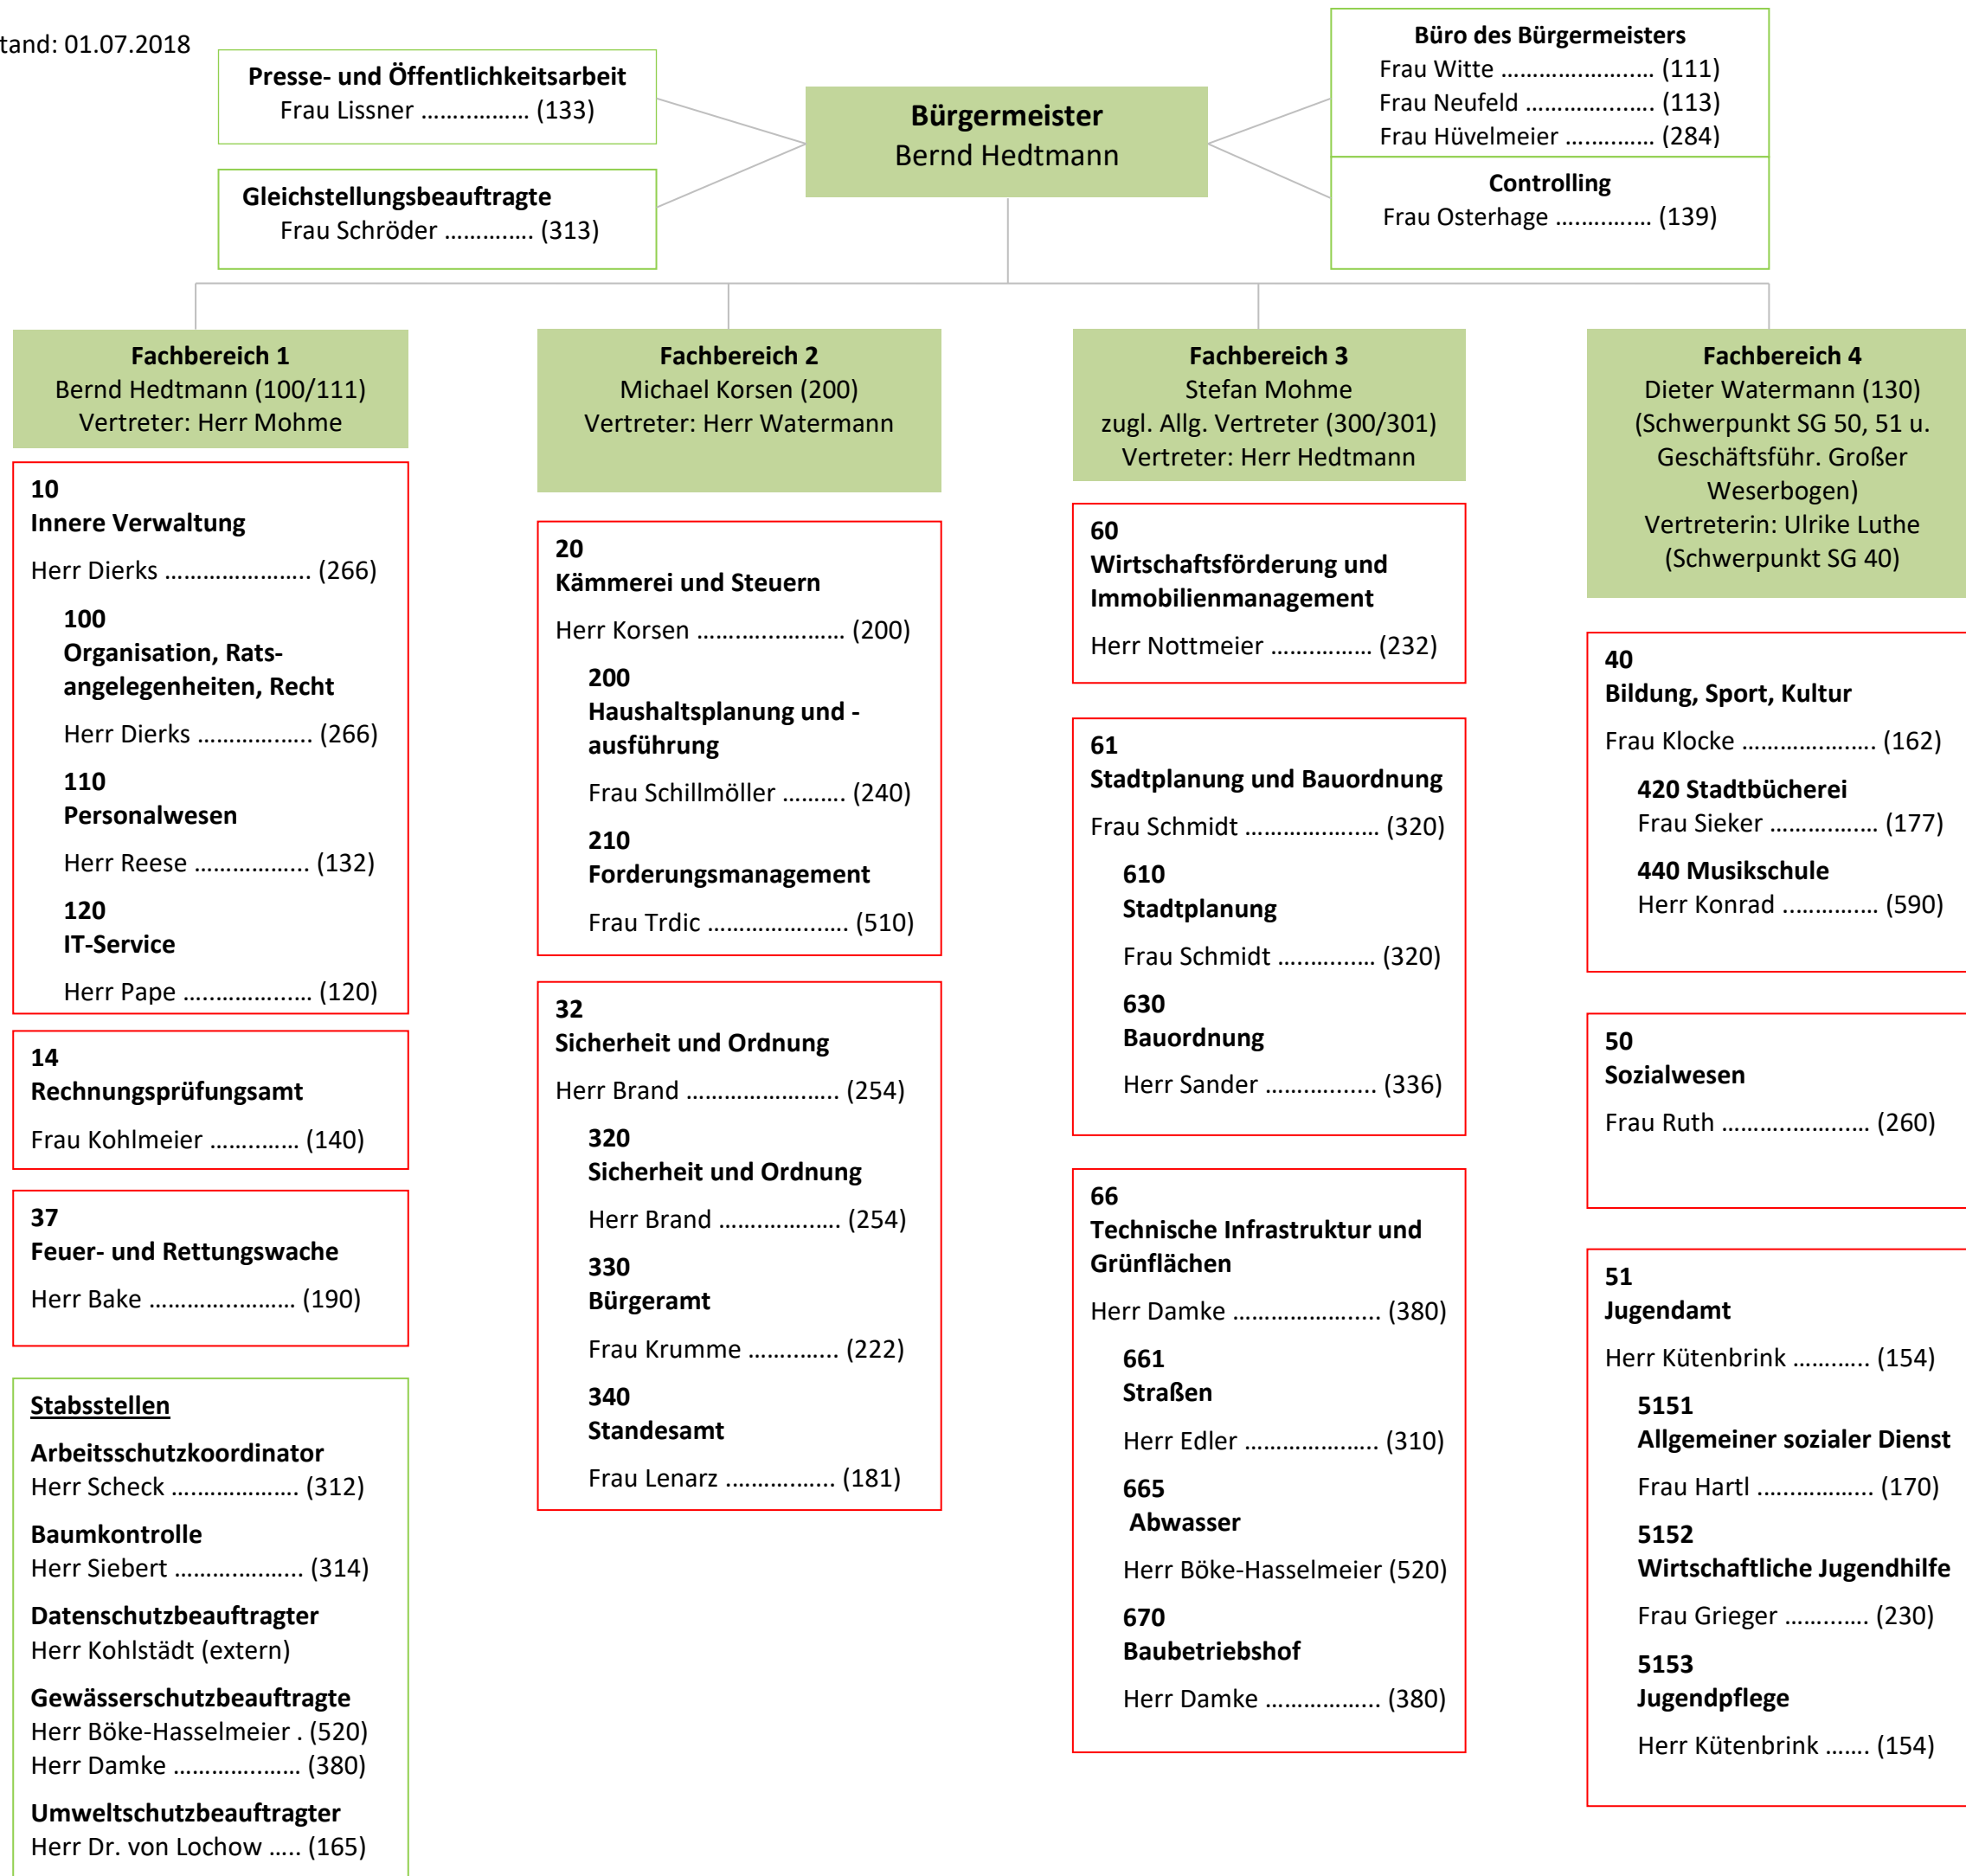 tand: 01.07.2018
Presse- und Öffentlichkeitsarbeit
Frau Lissner …………… (133)
Gleichstellungsbeauftragte
Frau Schröder ………….. (313)
Bürgermeister
Bernd Hedtmann
Büro des Bürgermeisters
Frau Witte ………………… (111)
Frau Neufeld ……………… (113)
Frau Hüvelmeier ………… (284)
Controlling
Frau Osterhage ………… (139)
Fachbereich 1
Bernd Hedtmann (100/111)
Vertreter: Herr Mohme
10
Innere Verwaltung
Herr Dierks ………………….. (266)
100
Organisation, Rats-
angelegenheiten, Recht
Herr Dierks ……………... (266)
110
Personalwesen
Herr Reese ……………... (132)
120
IT-Service
Herr Pape ………………… (120)
14
Rechnungsprüfungsamt
Frau Kohlmeier ………… (140)
37
Feuer- und Rettungswache
Herr Bake ………………… (190)
Stabsstellen
Arbeitsschutzkoordinator
Herr Scheck ………………. (312)
Baumkontrolle
Herr Siebert ……………... (314)
Datenschutzbeauftragter
Herr Kohlstädt (extern)
Gewässerschutzbeauftragte
Herr Böke-Hasselmeier . (520)
Herr Damke ……………… (380)
Umweltschutzbeauftragter
Herr Dr. von Lochow ….. (165)
Fachbereich 2
Michael Korsen (200)
Vertreter: Herr Watermann
20
Kämmerei und Steuern
Herr Korsen ………………… (200)
200
Haushaltsplanung und -
ausführung
Frau Schillmöller ………. (240)
210
Forderungsmanagement
Frau Trdic ……………….. (510)
32
Sicherheit und Ordnung
Herr Brand ………………….. (254)
320
Sicherheit und Ordnung
Herr Brand ……………... (254)
330
Bürgeramt
Frau Krumme …………... (222)
340
Standesamt
Frau Lenarz ……………... (181)
Fachbereich 3
Stefan Mohme
zugl. Allg. Vertreter (300/301)
Vertreter: Herr Hedtmann
60
Wirtschaftsförderung und
Immobilienmanagement
Herr Nottmeier …………… (232)
61
Stadtplanung und Bauordnung
Frau Schmidt ……………… (320)
610
Stadtplanung
Frau Schmidt …………… (320)
630
Bauordnung
Herr Sander …………….. (336)
66
Technische Infrastruktur und
Grünflächen
Herr Damke ………………….. (380)
661
Straßen
Herr Edler ……………….. (310)
665
Abwasser
Herr Böke-Hasselmeier (520)
670
Baubetriebshof
Herr Damke ……………... (380)
Fachbereich 4
Dieter Watermann (130)
(Schwerpunkt SG 50, 51 u.
Geschäftsführ. Großer
Weserbogen)
Vertreterin: Ulrike Luthe
(Schwerpunkt SG 40)
40
Bildung, Sport, Kultur
Frau Klocke ………………. (162)
420 Stadtbücherei
Frau Sieker …………… (177)
440 Musikschule
Herr Konrad ………… (590)
50
Sozialwesen
Frau Ruth ………………… (260)
51
Jugendamt
Herr Kütenbrink ……….. (154)
5151
Allgemeiner sozialer Dienst
Frau Hartl ……………... (170)
5152
Wirtschaftliche Jugendhilfe
Frau Grieger ………… (230)
5153
Jugendpflege
Herr Kütenbrink ……. (154)